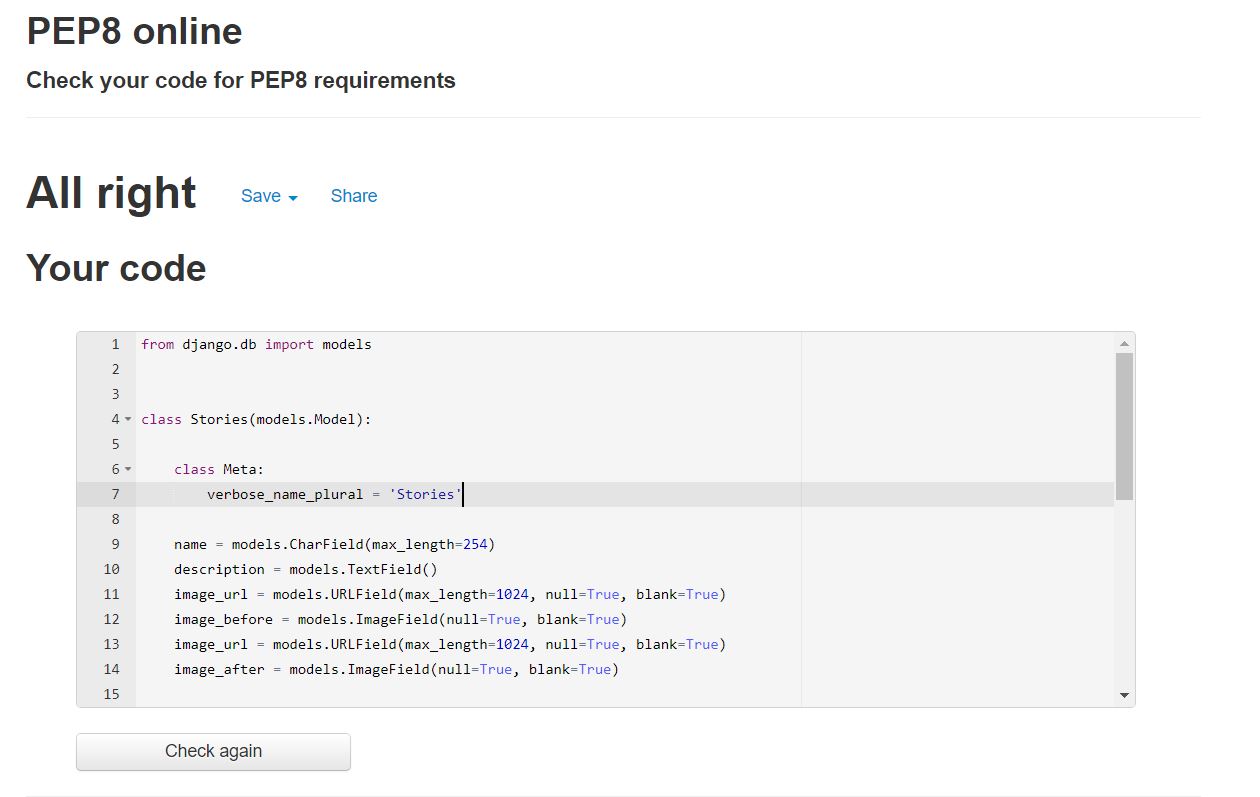 PEP8 online
Check your code for PEP8 requirements
All right Save Share
Your code
1 from django.db import models
2
3
4 class Stories(models.Model):
5
6     class Meta:
7         verbose_name_plural = 'Stories'
8
9     name = models.CharField(max_length=254)
10     description = models.TextField()
11     image_url = models.URLField(max_length=1024, null=True, blank=True)
12     image_before = models.ImageField(null=True, blank=True)
13     image_url = models.URLField(max_length=1024, null=True, blank=True)
14     image_after = models.ImageField(null=True, blank=True)
15
Check again